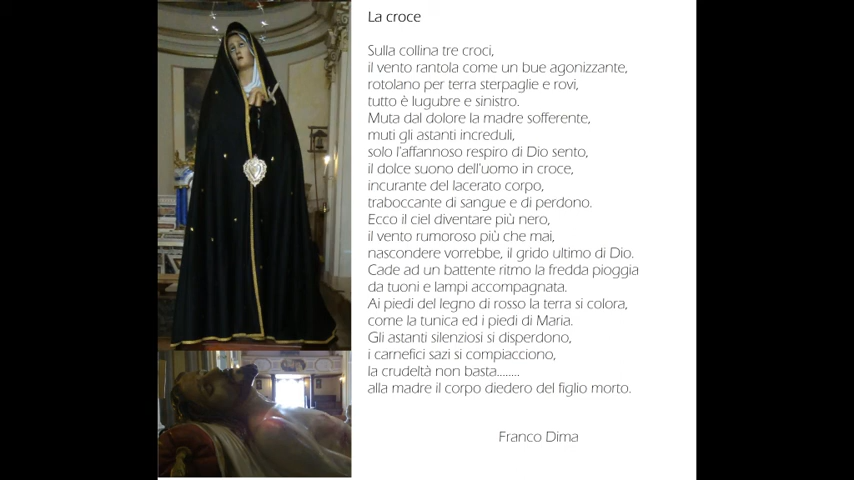 La croce
Sulla collina tre croci,
il vento rantola come un bue agonizzante,
rotolano per terra sterpaglie e rovi,
tutto è lugubre e sinistro.
Muta dal dolore la madre sofferente,
muti gli astanti increduli,
solo l'affannoso respiro di Dio sento,
il dolce suono dell'uomo in croce,
incurante del lacerato corpo,
traboccante di sangue e di perdono.
Ecco il ciel diventare più nero,
il vento rumoroso più che mai,
nascondere vorrebbe, il grido ultimo di Dio.
Cade ad un battente ritmo la fredda pioggia
da tuoni e lampi accompagnata.
Ai piedi del legno di rosso la terra si colora,
come la tunica ed i piedi di Maria.
Gli astanti silenziosi si disperdono,
i carnefici sazi si compiacciono,
la crudeltà non basta........
alla madre il corpo diedero del figlio morto.
Franco Dima